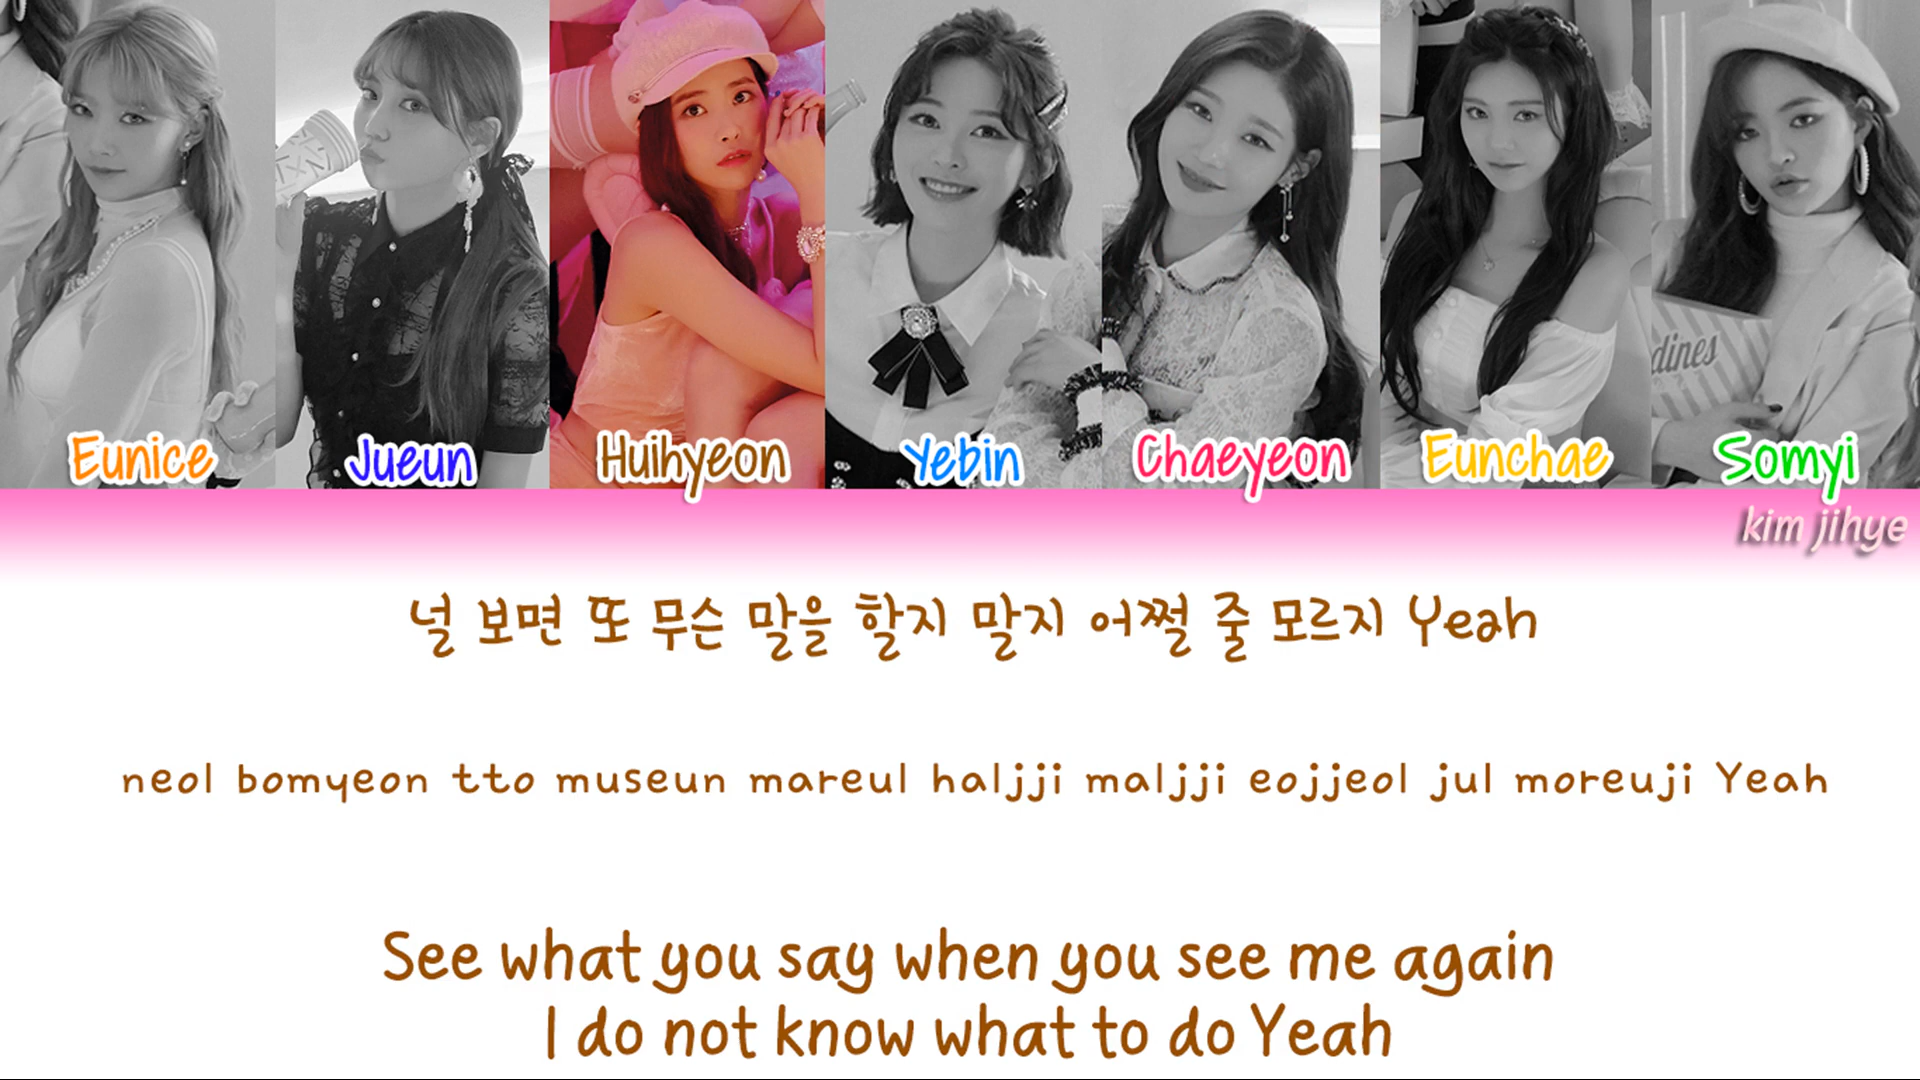 Eunice Jueun Huihyeon Yebin Chaeyeon Eunchae Somyi
dines
kim jihye
널 보면 또 무슨 말을 할지 말지 어쩔 줄 모르지 Yeah
neol bomyeon tto museun mareul haljji maljji eojjeol jul moreuji Yeah
See what you say when you see me again
I do not know what to do Yeah